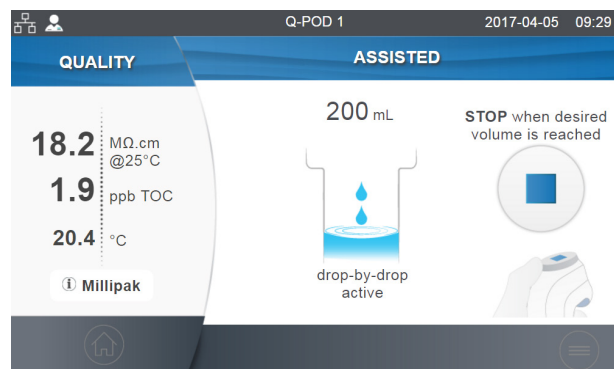 Q-POD 1
2017-04-05 09:29
QUALITY
ASSISTED
18.2 MΩ.cm
@25°C
1.9 ppb TOC
20.4 °C
i Millipak
200 mL
drop-by-drop
active
STOP when desired
volume is reached